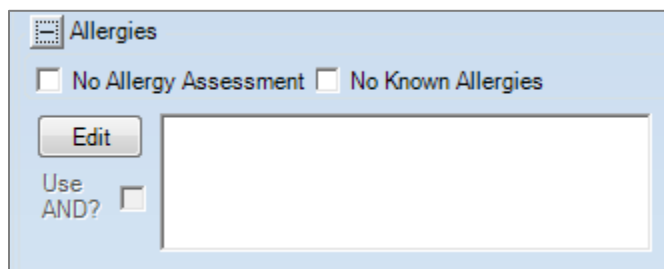 Allergies
No Allergy Assessment No Known Allergies
Edit
Use
AND?